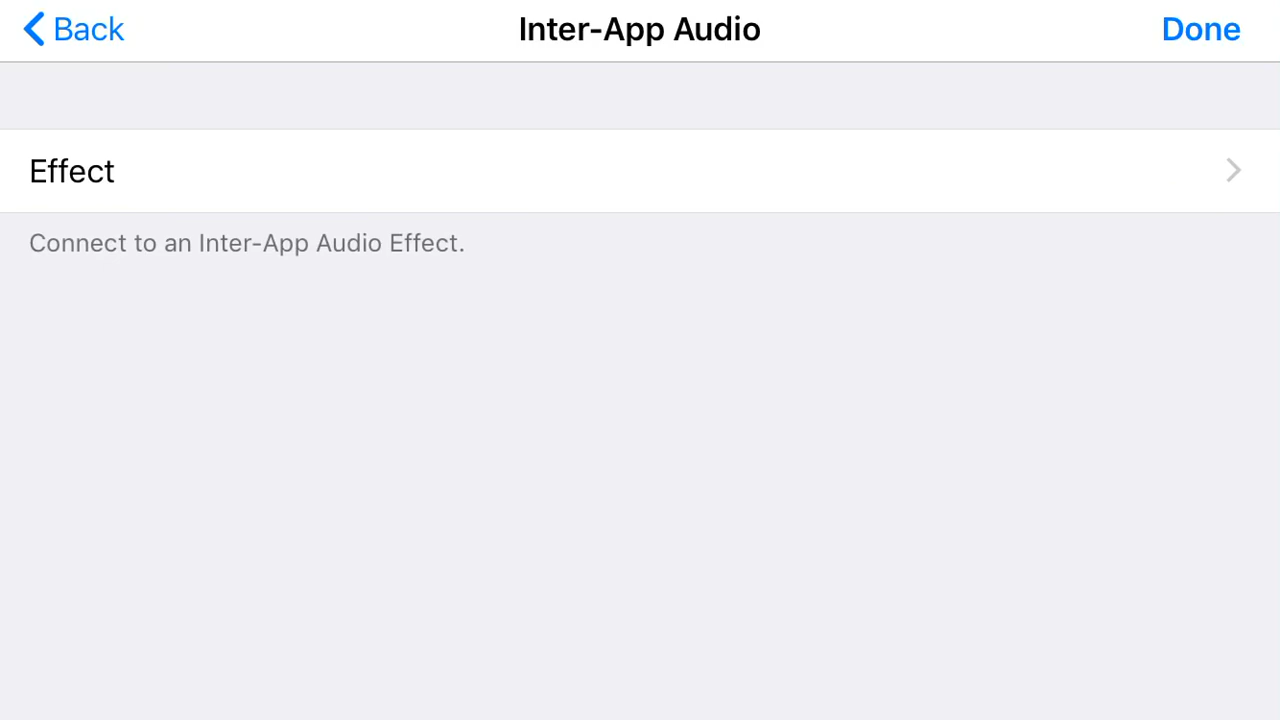 Back
Inter-App Audio
Done
Effect
Connect to an Inter-App Audio Effect.